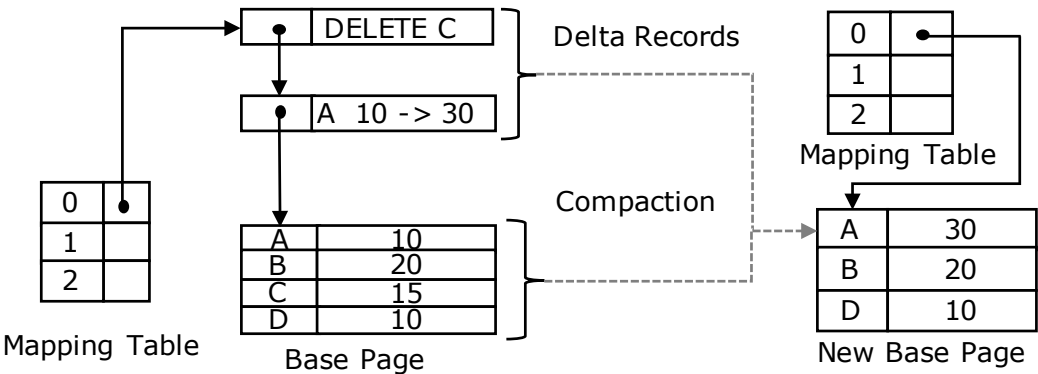 DELETE C
Delta Records
A 10 -> 30
0
1
2
Mapping Table
0
1
2
Mapping Table
Compaction
A 10
B 20
C 15
D 10
Base Page
A 30
B 20
D 10
New Base Page